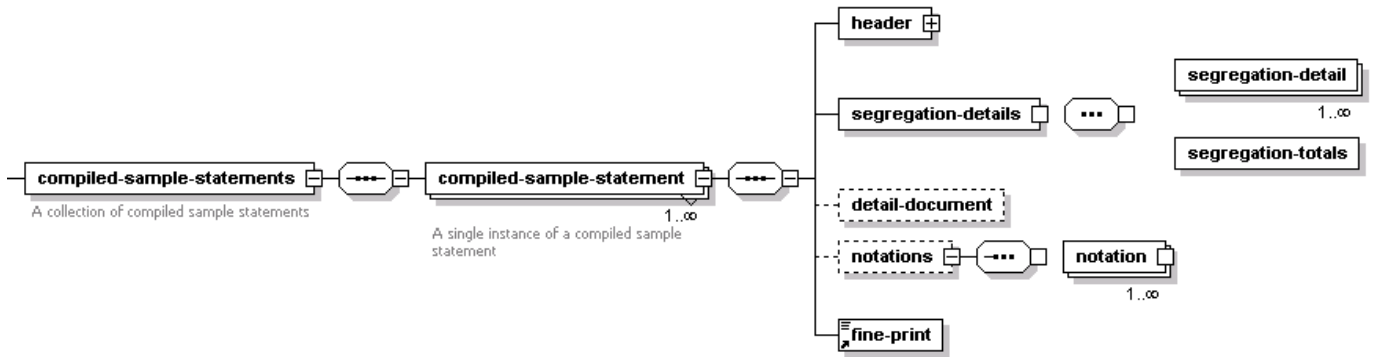 header
segregation-detail
1..∞
segregation-details
segregation-totals
compiled-sample-statements
A collection of compiled sample statements
compiled-sample-statement
1..∞
A single instance of a compiled sample
statement
detail-document
notations
notation
1..∞
fine-print